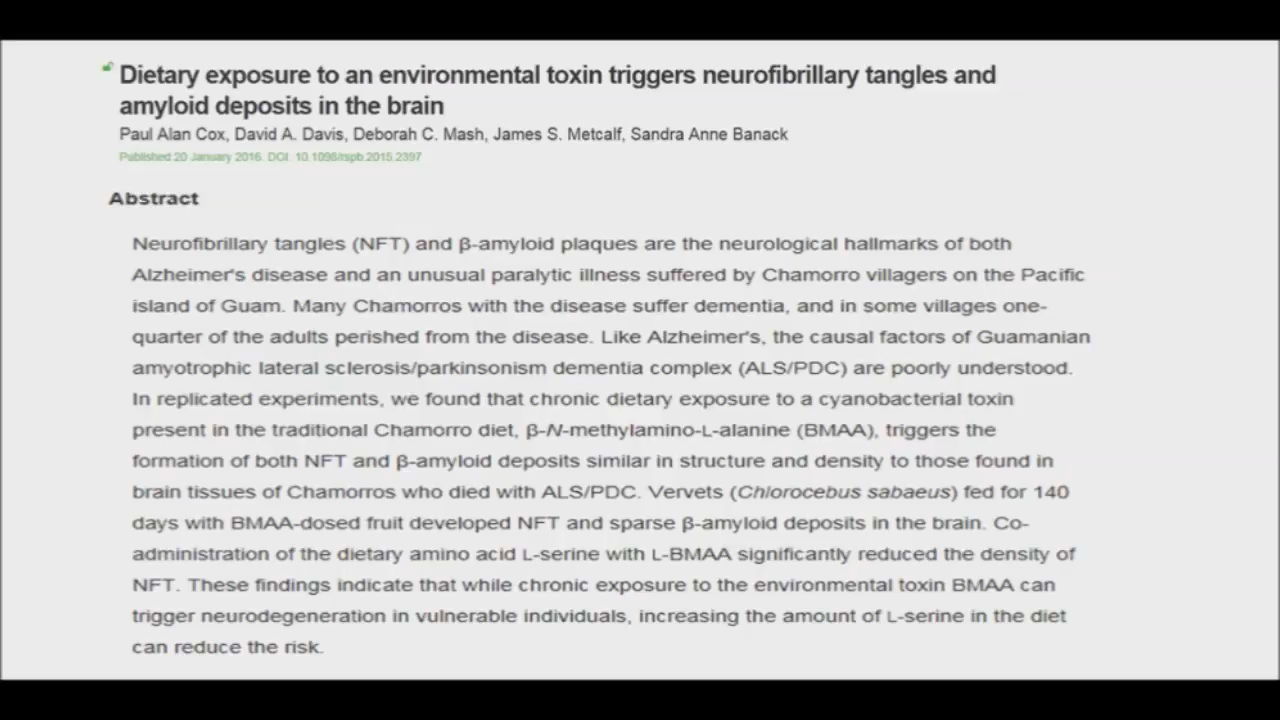 Dietary exposure to an environmental toxin triggers neurofibrillary tangles and
amyloid deposits in the brain
Paul Alan Cox, David A. Davis, Deborah C. Mash, James S. Metcalf, Sandra Anne Banack
Published 20 January 2016. DOI: 10.1098/rspb.2015.2397
Abstract
Neurofibrillary tangles (NFT) and β-amyloid plaques are the neurological hallmarks of both
Alzheimer's disease and an unusual paralytic illness suffered by Chamorro villagers on the Pacific
island of Guam. Many Chamorros with the disease suffer dementia, and in some villages one-
quarter of the adults perished from the disease. Like Alzheimer's, the causal factors of Guamanian
amyotrophic lateral sclerosis/parkinsonism dementia complex (ALS/PDC) are poorly understood.
In replicated experiments, we found that chronic dietary exposure to a cyanobacterial toxin
present in the traditional Chamorro diet, β-N-methylamino-L-alanine (BMAA), triggers the
formation of both NFT and β-amyloid deposits similar in structure and density to those found in
brain tissues of Chamorros who died with ALS/PDC. Vervets (Chlorocebus sabaeus) fed for 140
days with BMAA-dosed fruit developed NFT and sparse β-amyloid deposits in the brain. Co-
administration of the dietary amino acid L-serine with L-BMAA significantly reduced the density of
NFT. These findings indicate that while chronic exposure to the environmental toxin BMAA can
trigger neurodegeneration in vulnerable individuals, increasing the amount of L-serine in the diet
can reduce the risk.